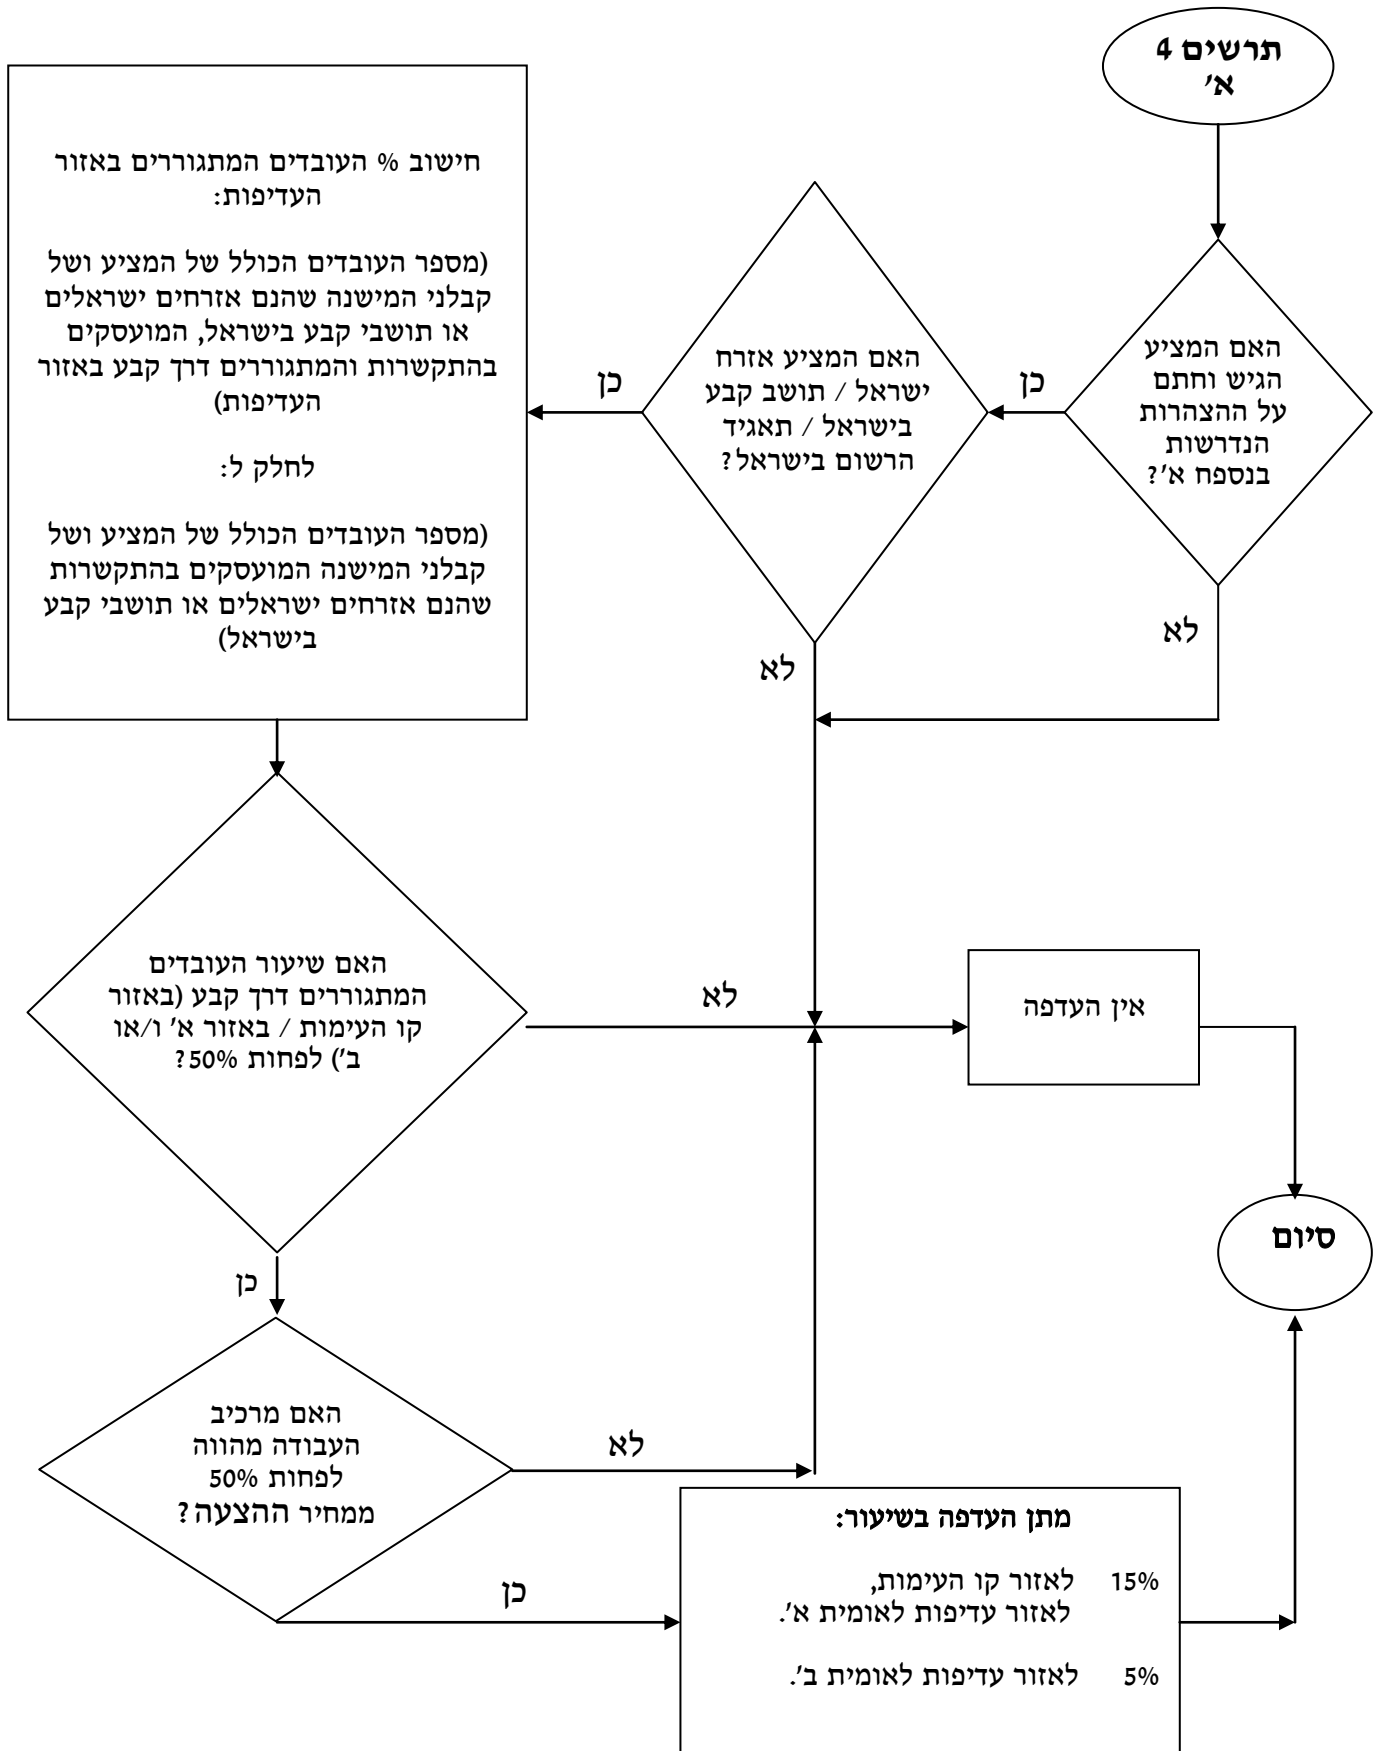 תרשים 4
א'
האם המציע
הגיש וחתם
על ההצהרות
הנדרשות
בנספח א'?
כן
לא
האם המציע אזרח
ישראל / תושב קבע
בישראל / תאגיד
הרשום בישראל?
כן
לא
חישוב % העובדים המתגוררים באזור
העדיפות:
(מספר העובדים הכולל של המציע ושל
קבלני המישנה שהנם אזרחים ישראלים
או תושבי קבע בישראל, המועסקים
בהתקשרות והמתגוררים דרך קבע באזור
העדיפות)
לחלק ל:
(מספר העובדים הכולל של המציע ושל
קבלני המישנה המועסקים בהתקשרות
שהנם אזרחים ישראלים או תושבי קבע
בישראל)
האם שיעור העובדים
המתגוררים דרך קבע (באזור
קו העימות / באזור א' ו/או
ב') לפחות 50%?
לא
כן
אין העדפה
סיום
האם מרכיב
העבודה מהווה
לפחות 50%
ממחיר ההצעה?
לא
כן
מתן העדפה בשיעור:
15% לאזור קו העימות,
לאזור עדיפות לאומית א'.
5% לאזור עדיפות לאומית ב'.